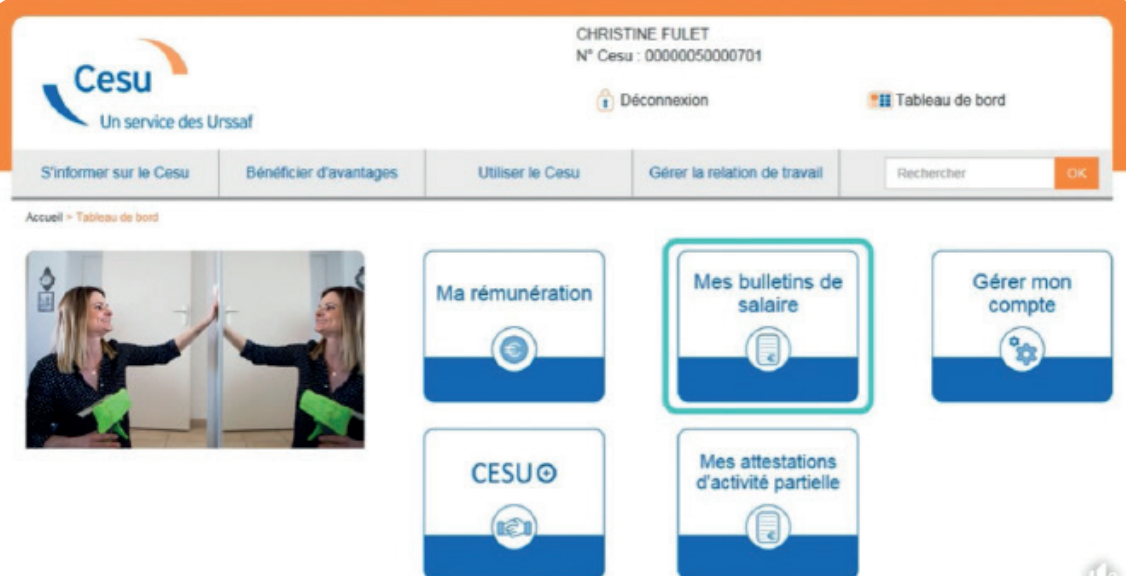 CHRISTINE FULET
N° Cesu : 00000050000701
Cesu
Un service des Urssaf
Déconnexion
Tableau de bord
S'informer sur le Cesu
Bénéficier d'avantages
Utiliser le Cesu
Gérer la relation de travail
Rechercher
OK
Accueil > Tableau de bord
Ma rémunération
Mes bulletins de
salaire
Gérer mon
compte
CESU+
Mes attestations
d'activité partielle